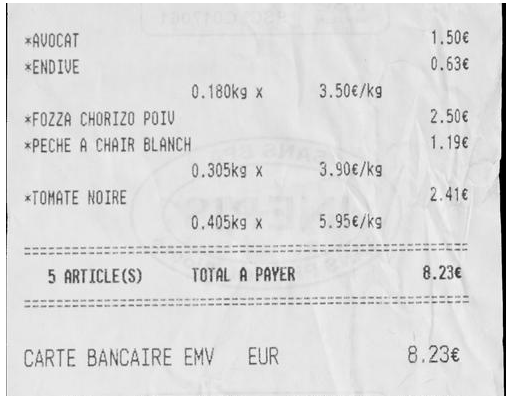 *AVOCAT 1.50€
*ENDIVE 0.63€
0.180kg x 3.50€/kg
*FOZZA CHORIZO POIV 2.50€
*PECHE A CHAIR BLANCH 1.19€
0.305kg x 3.90€/kg
*TOMATE NOIRE 2.41€
0.405kg x 5.95€/kg
5 ARTICLE(S) TOTAL A PAYER 8.23€
CARTE BANCAIRE EMV EUR 8.23€